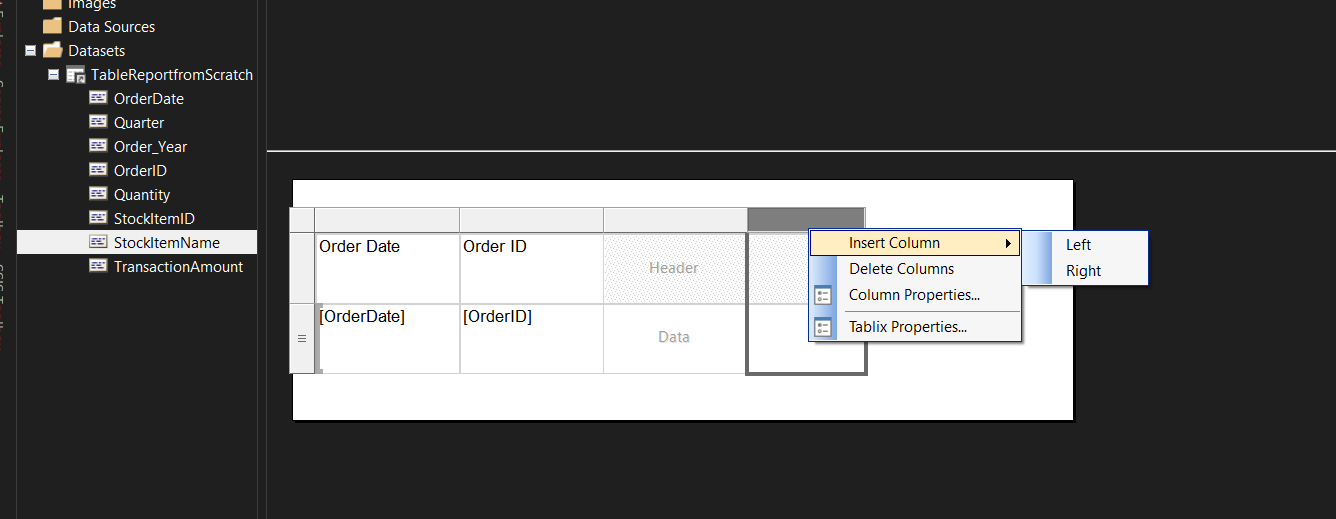 Images
Data Sources
Datasets
TableReportfromScratch
OrderDate
Quarter
Order_Year
OrderID
Quantity
StockItemID
StockItemName
TransactionAmount
Order Date
Order ID
Header
[OrderDate]
[OrderID]
Data
Insert Column
Delete Columns
Column Properties...
Tablix Properties...
Left
Right